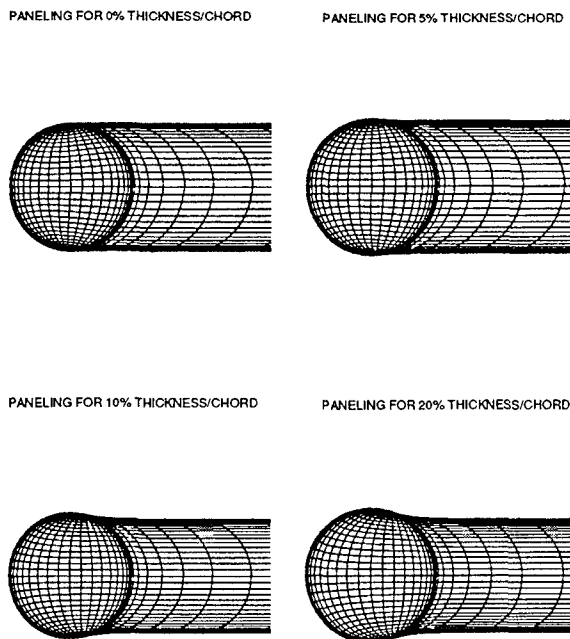 PANELING FOR 0% THICKNESS/CHORD
PANELING FOR 5% THICKNESS/CHORD
PANELING FOR 10% THICKNESS/CHORD
PANELING FOR 20% THICKNESS/CHORD